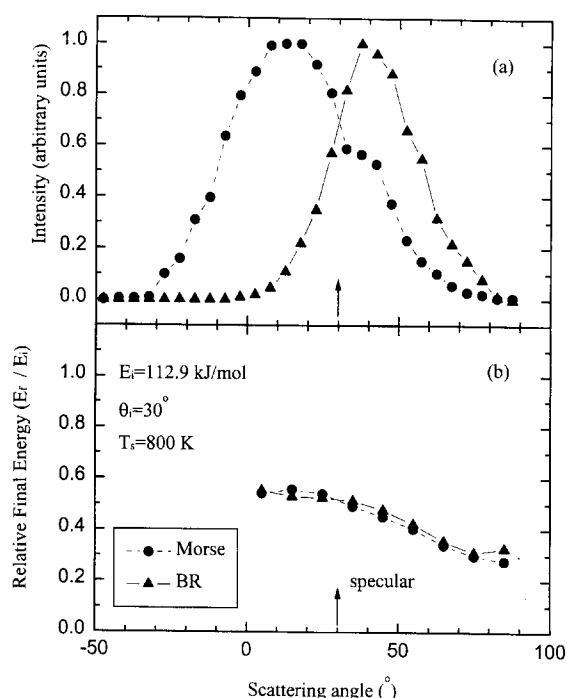 1.0
0.8
0.6
0.4
0.2
0.0
Intensity (arbitrary units)
(a)
1.0
0.8
0.6
0.4
0.2
0.0
Relative Final Energy (Ef / Ei)
Ei=112.9 kJ/mol
θi=30°
Ts=800 K
(b)
Morse
BR
specular
-50
0
50
100
Scattering angle (°)